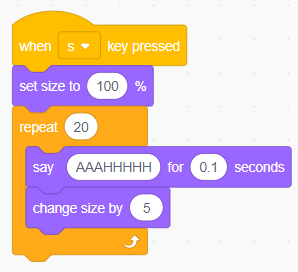 when s key pressed
set size to 100 %
repeat 20
say AAAHHHHH for 0.1 seconds
change size by 5